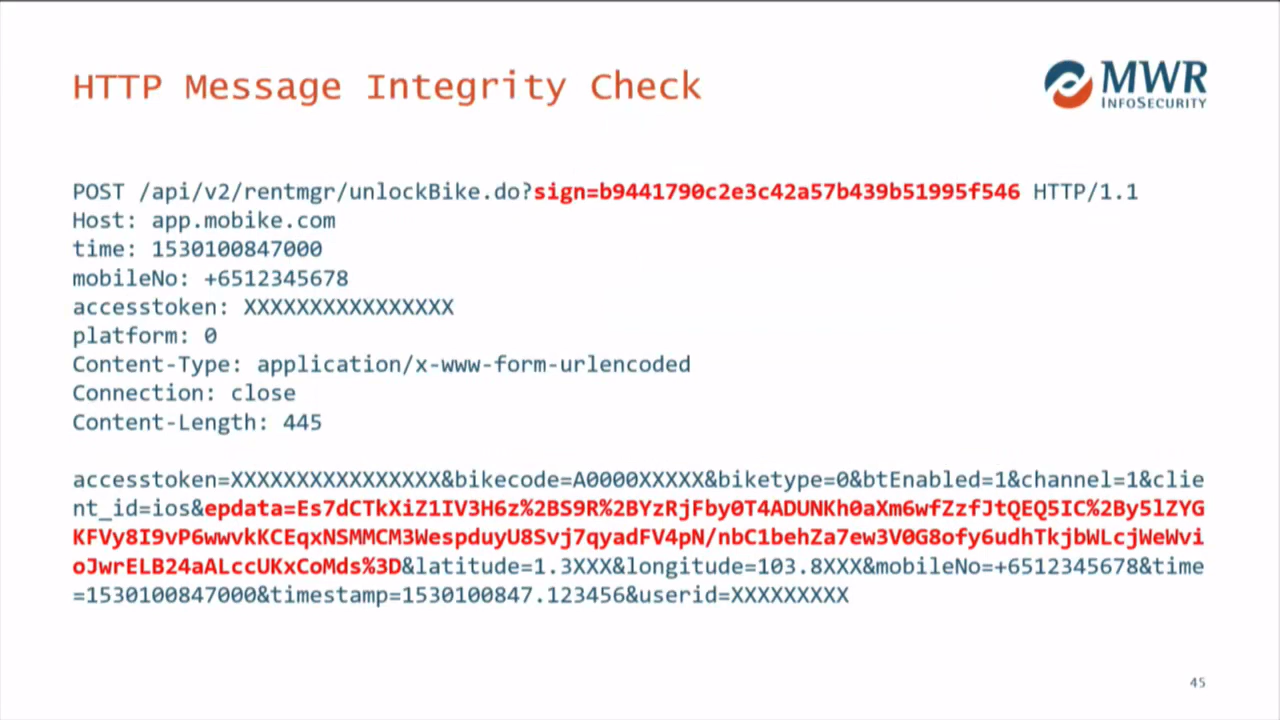 HTTP Message Integrity Check
MWR
INFOSECURITY
POST /api/v2/rentmgr/unlockBike.do?sign=b9441790c2e3c42a57b439b51995f546 HTTP/1.1
Host: app.mobike.com
time: 1530100847000
mobileNo: +6512345678
accesstoken: XXXXXXXXXXXXXXXX
platform: 0
Content-Type: application/x-www-form-urlencoded
Connection: close
Content-Length: 445
accesstoken=XXXXXXXXXXXXXXXX&bikecode=A0000XXXXX&biketype=0&btEnabled=1&channel=1&clie
nt_id=ios&epdata=Es7dCTkXiZ1IV3H6z%2BS9R%2BYzRjFby0T4ADUNKh0aXm6wfZzfJtQEQ5IC%2By5lZYG
KFVy8I9vP6wwvkKCEqxNSMMCM3WespduyU8Svj7qyadFV4pN/nbC1behZa7ew3V0G8ofy6udhTkjbWLcjWeWvi
oJwrELB24aALccUKxCoMds%3D&latitude=1.3XXX&longitude=103.8XXX&mobileNo=+6512345678&time
=1530100847000&timestamp=1530100847.123456&userid=XXXXXXXXX
45